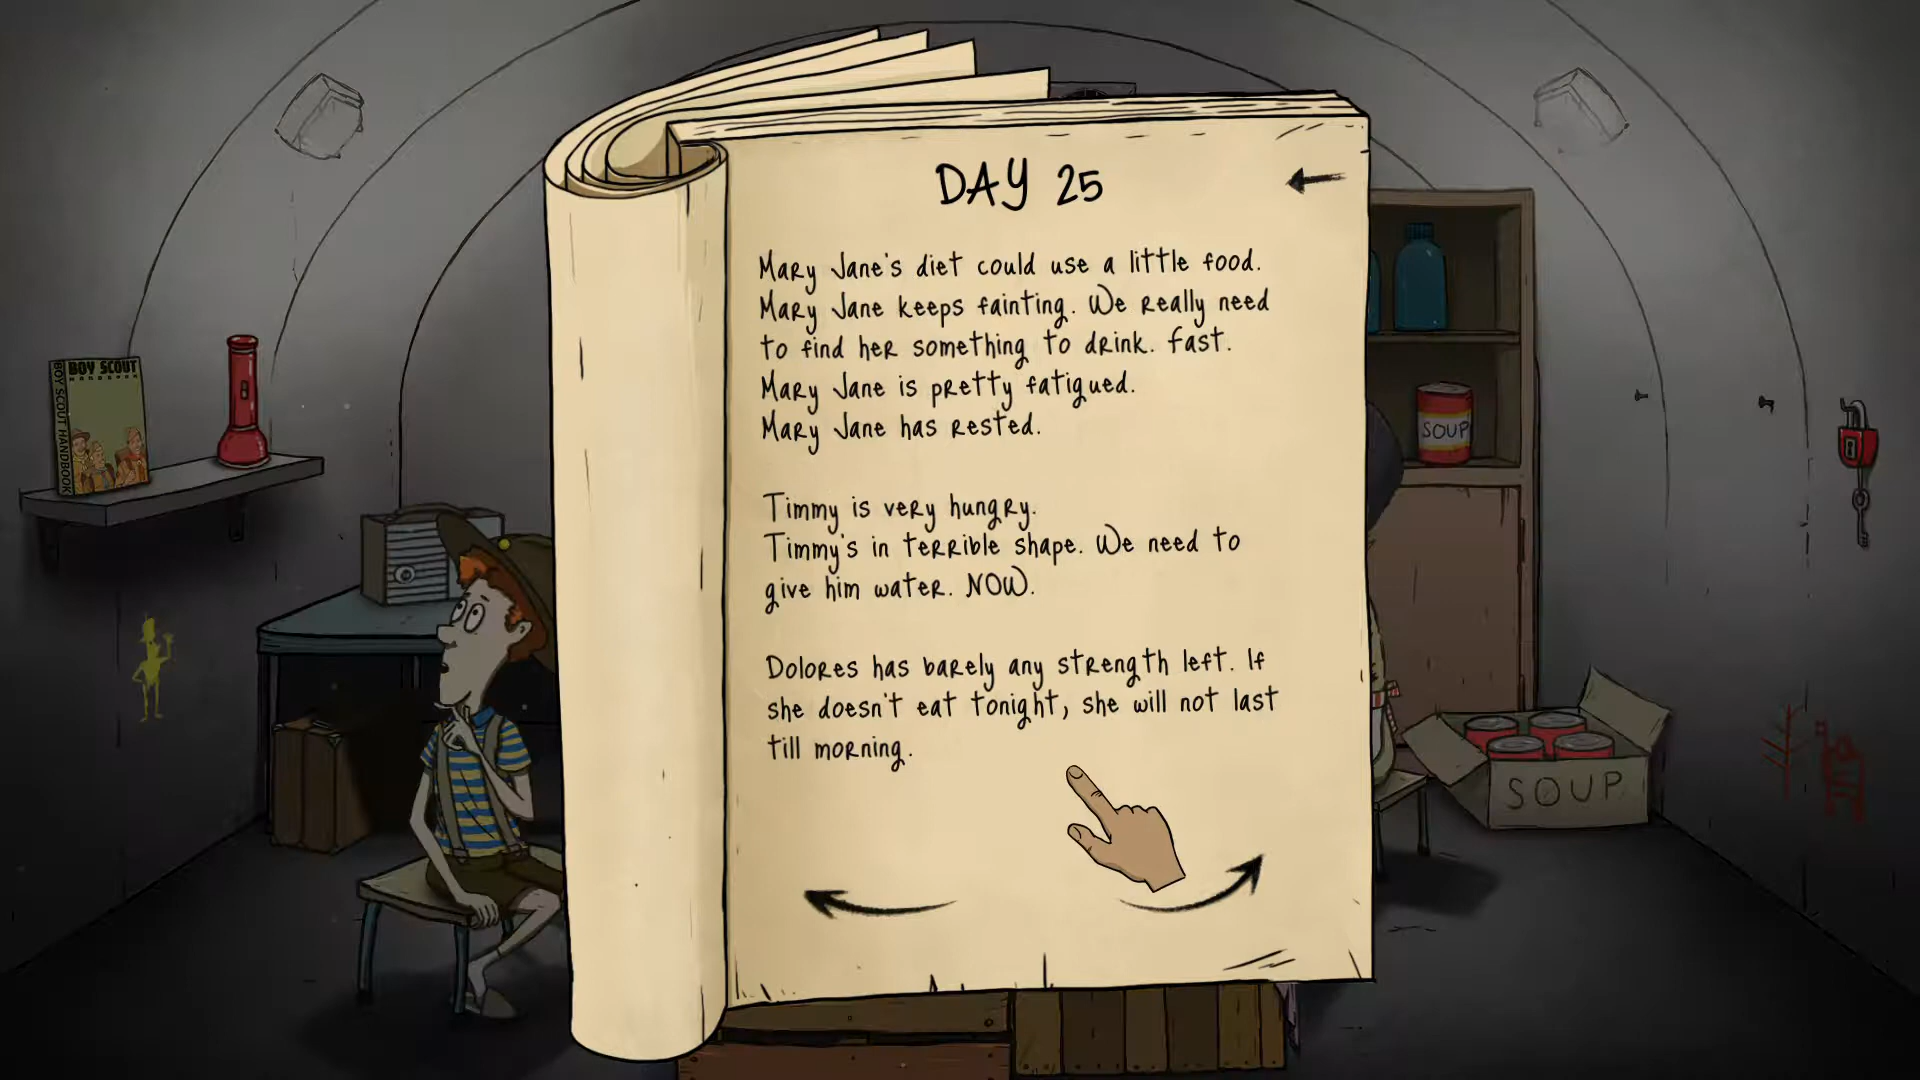 DAY 25
Mary Jane's diet could use a little food.
Mary Jane keeps fainting. We really need
to find her something to drink. Fast.
Mary Jane is pretty fatigued.
Mary Jane has rested.
Timmy is very hungry.
Timmy's in terrible shape. We need to
give him water. NOW.
Dolores has barely any strength left. If
she doesn't eat tonight, she will not last
till morning.
BOY SCOUT
HANDBOOK
BOY SCOUT HANDBOOK
SOUP
SOUP